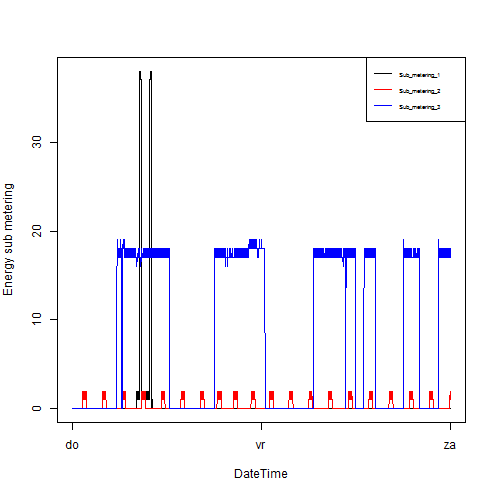 Sub_metering_1
Sub_metering_2
Sub_metering_3
Energy sub metering
30
20
10
0
do vr za
DateTime